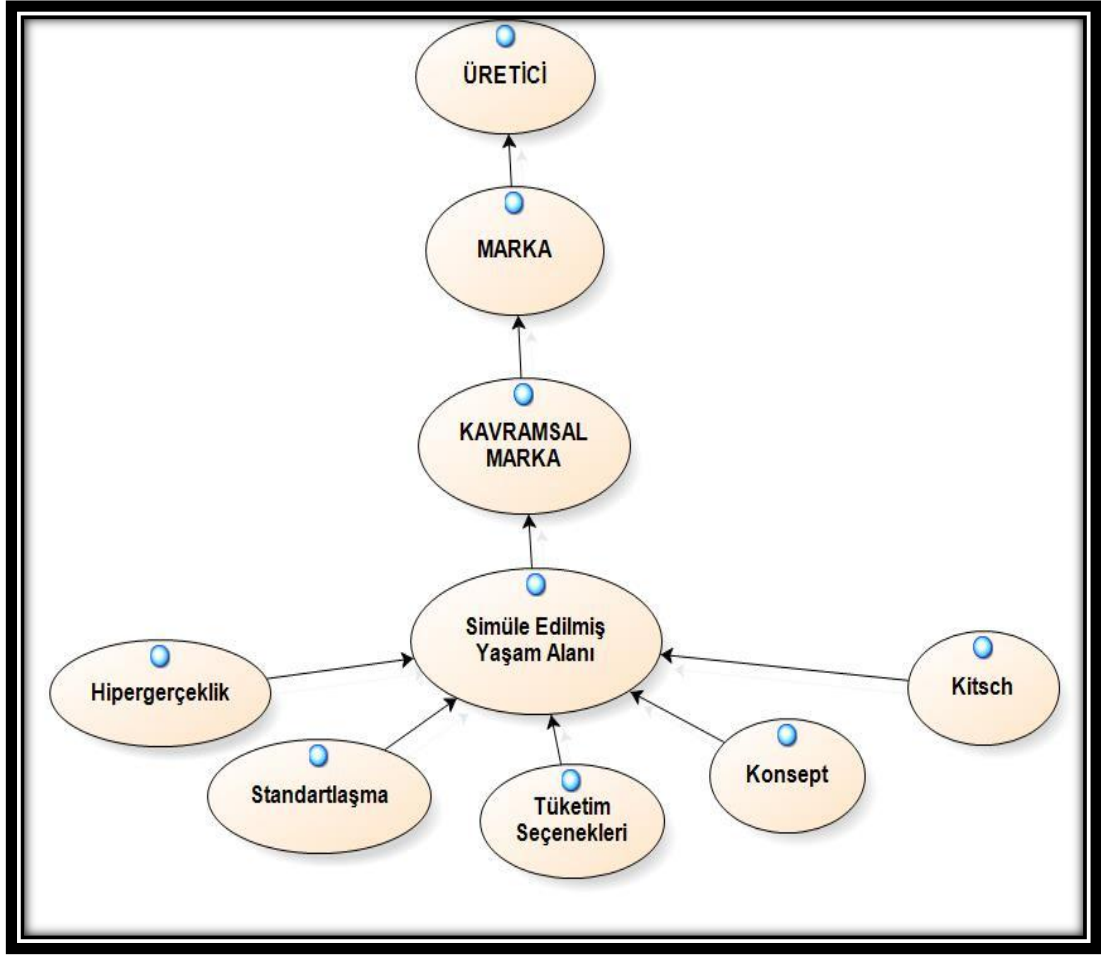 ÜRETİCİ
MARKA
KAVRAMSAL
MARKA
Simüle Edilmiş
Yaşam Alanı
Hipergerçeklik
Kitsch
Standartlaşma
Tüketim
Seçenekleri
Konsept